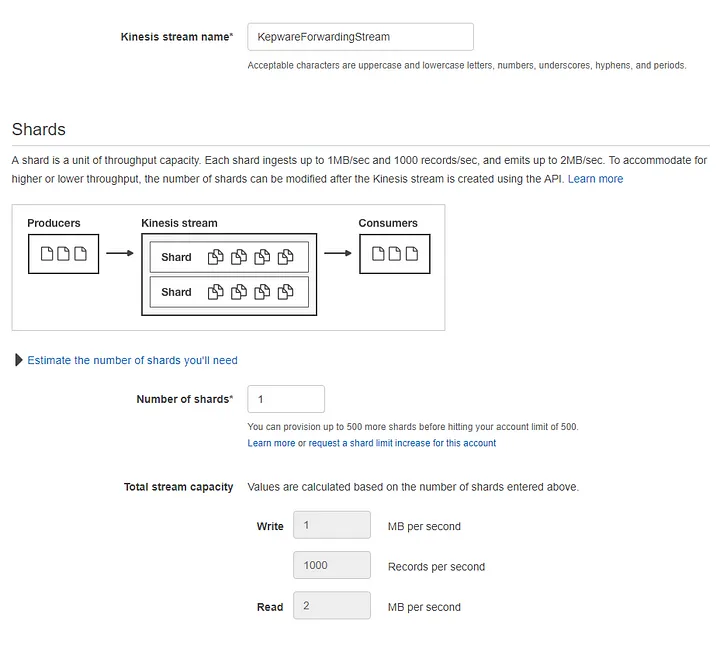 Kinesis stream name* KepwareForwardingStream
Acceptable characters are uppercase and lowercase letters, numbers, underscores, hyphens, and periods.
Shards
A shard is a unit of throughput capacity. Each shard ingests up to 1MB/sec and 1000 records/sec, and emits up to 2MB/sec. To accommodate for
higher or lower throughput, the number of shards can be modified after the Kinesis stream is created using the API. Learn more
Producers Kinesis stream Consumers
Shard
Shard
Estimate the number of shards you'll need
Number of shards* 1
You can provision up to 500 more shards before hitting your account limit of 500.
Learn more or request a shard limit increase for this account
Total stream capacity Values are calculated based on the number of shards entered above.
Write 1 MB per second
1000 Records per second
Read 2 MB per second